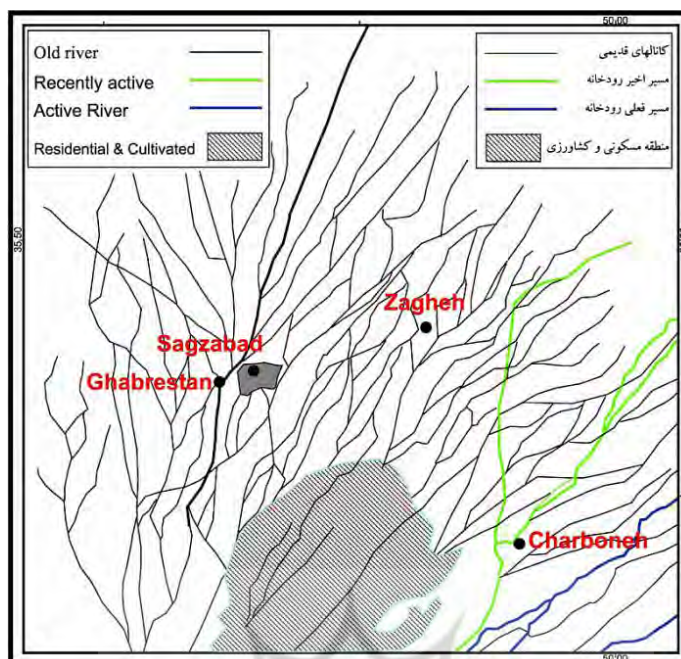 50:00
Old river
Recently active
Active River
Residential & Cultivated
کانالهای قدیمی
مسیر اخیر رودخانه
مسیر فعلی رودخانه
منطقه مسکونی و کشاورزی
35,50
Zagheh
Sagzabad
Ghabrestan
Charboneh
50:00